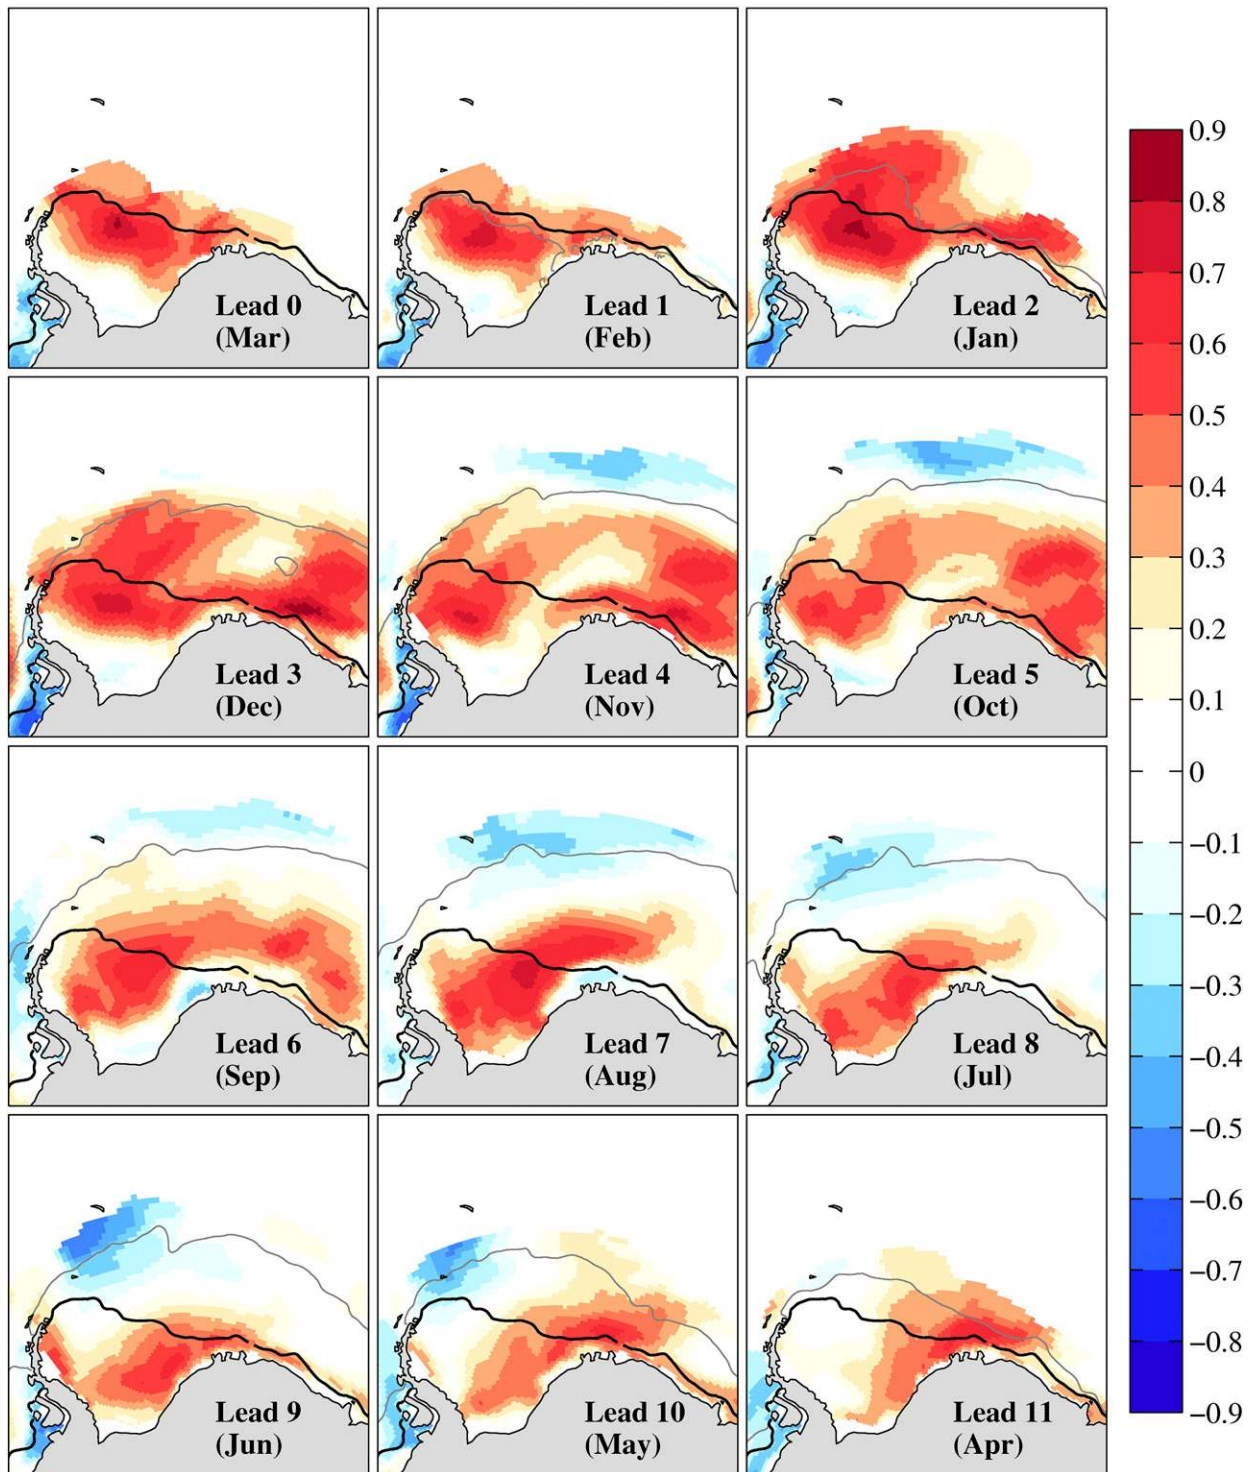 Lead 0
(Mar)
Lead 1
(Feb)
Lead 2
(Jan)
Lead 3
(Dec)
Lead 4
(Nov)
Lead 5
(Oct)
Lead 6
(Sep)
Lead 7
(Aug)
Lead 8
(Jul)
Lead 9
(Jun)
Lead 10
(May)
Lead 11
(Apr)
0.9
0.8
0.7
0.6
0.5
0.4
0.3
0.2
0.1
0
−0.1
−0.2
−0.3
−0.4
−0.5
−0.6
−0.7
−0.8
−0.9